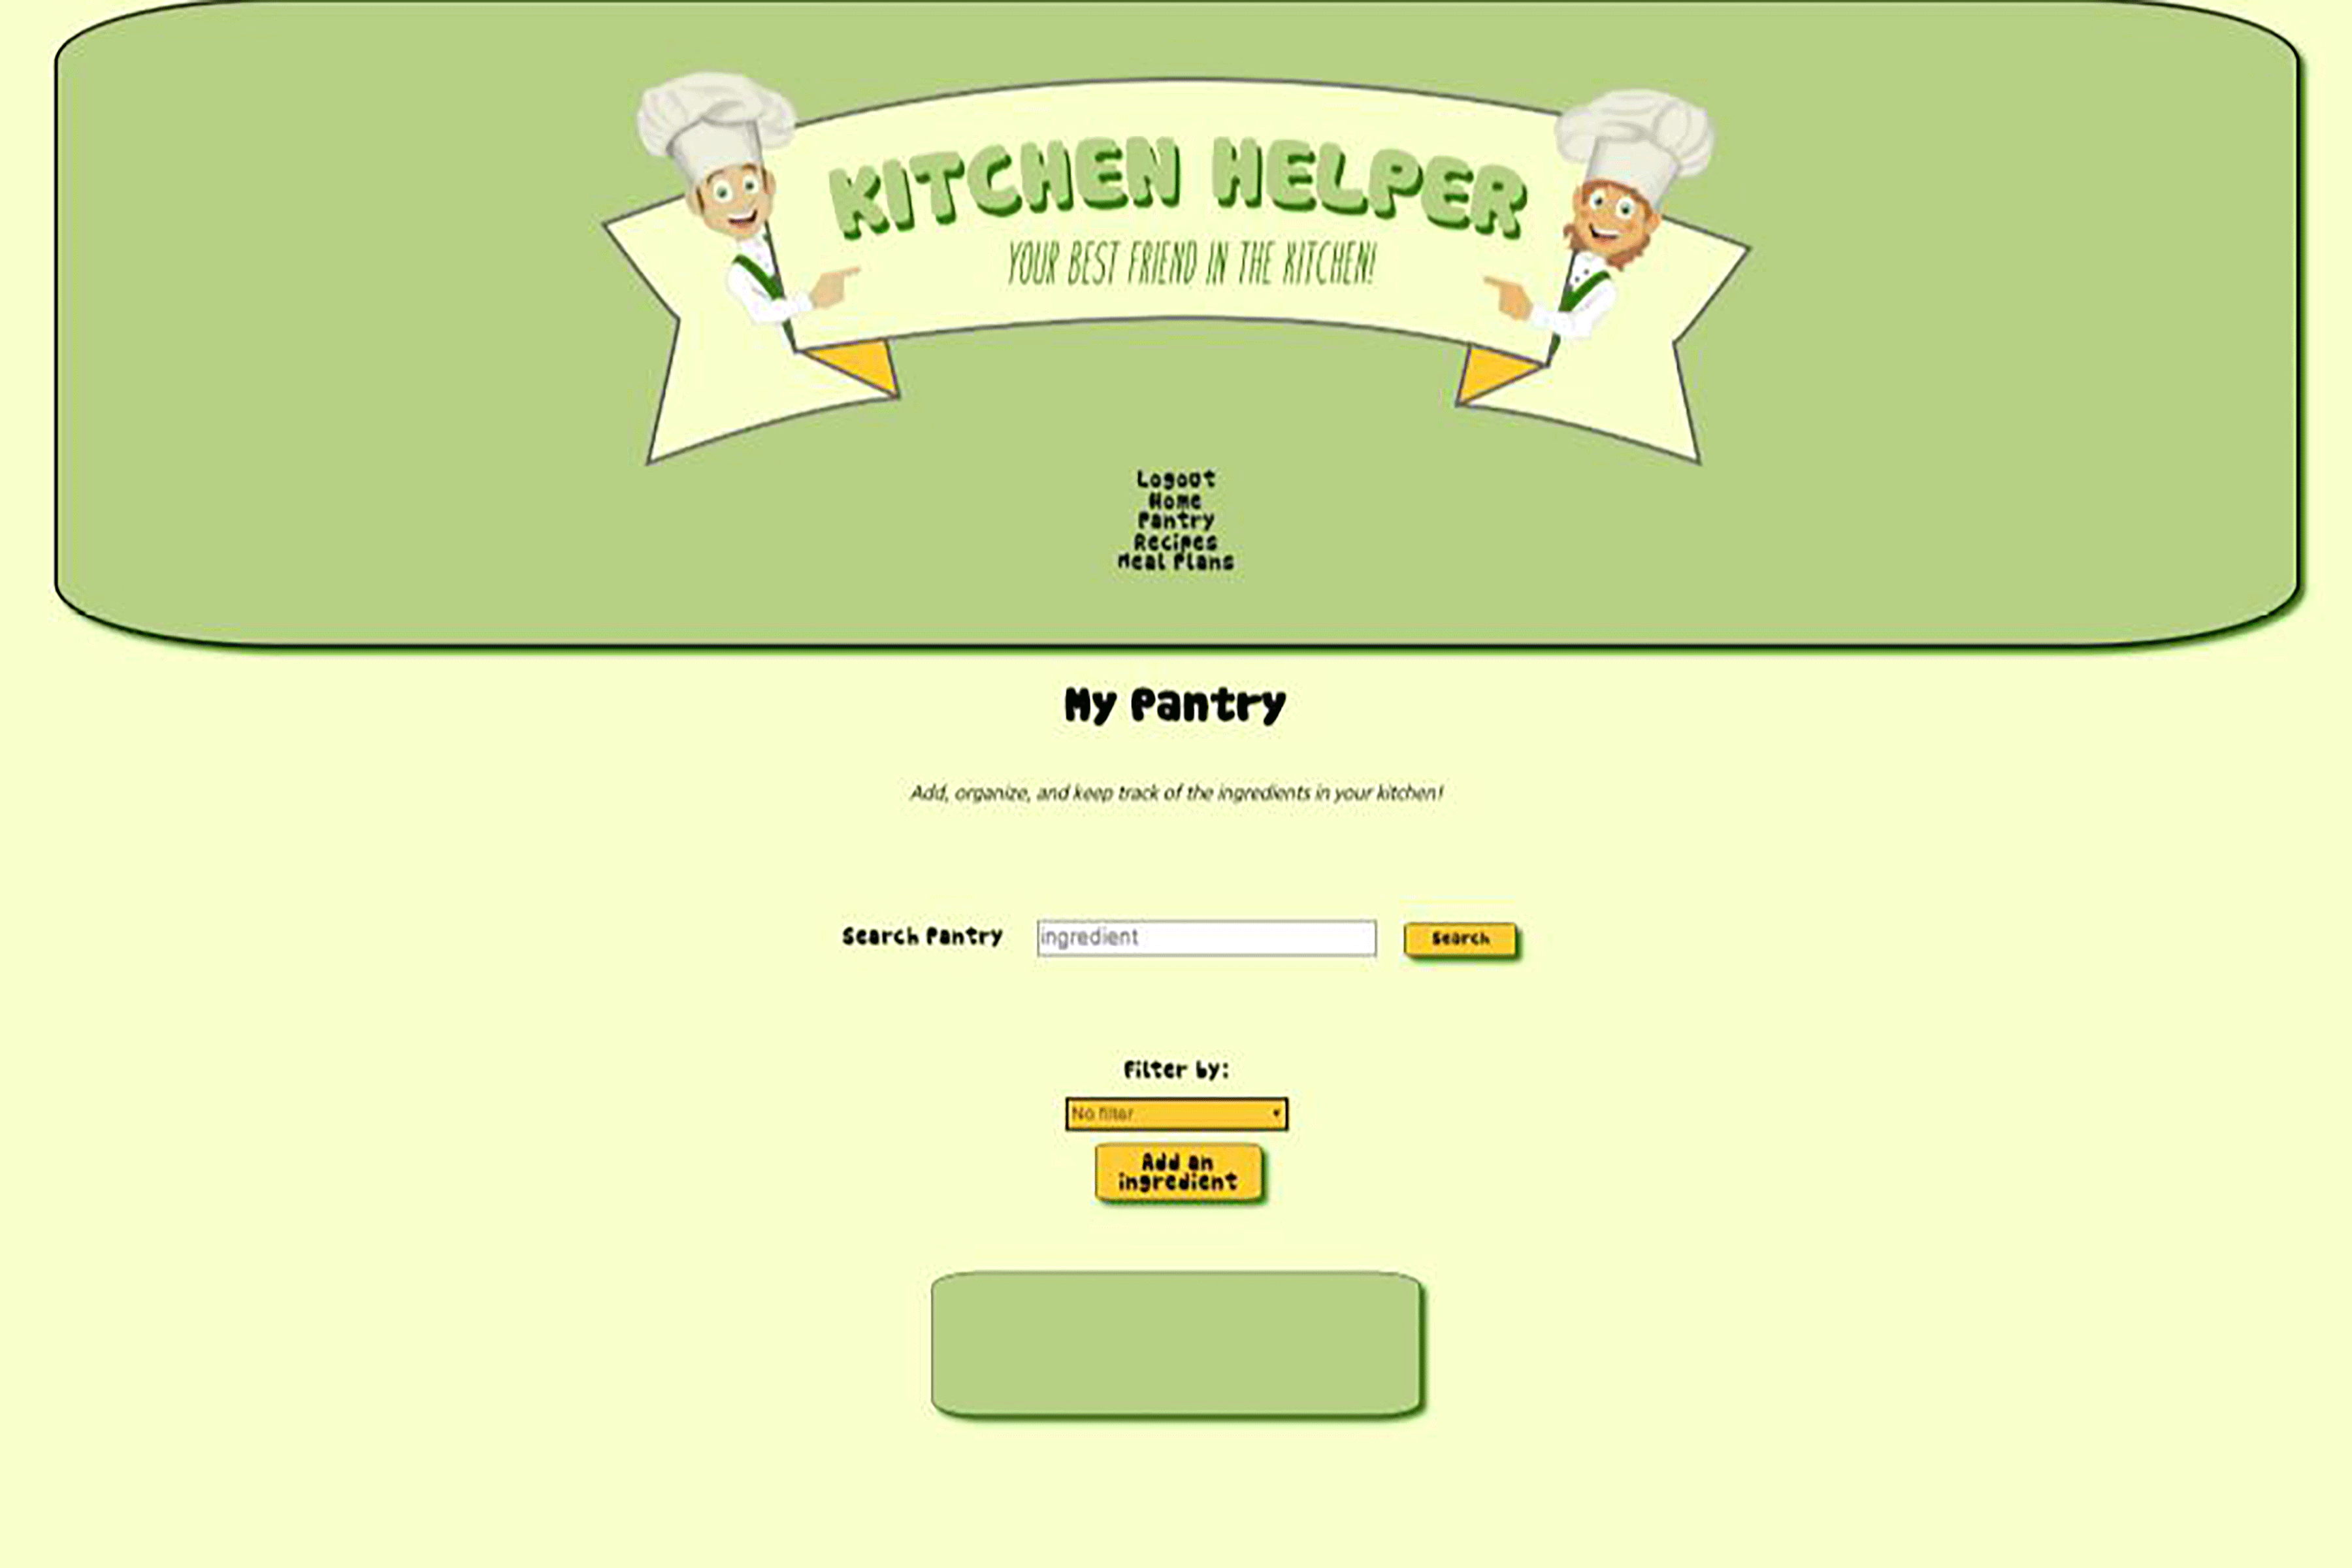 KITCHEN HELPER
YOUR BEST FRIEND IN THE KITCHEN!
Logout
Home
Pantry
Recipes
Meal Plans
My Pantry
Add, organize, and keep track of the ingredients in your kitchen!
Search Pantry ingredient Search
Filter by:
No filter
Add an
ingredient